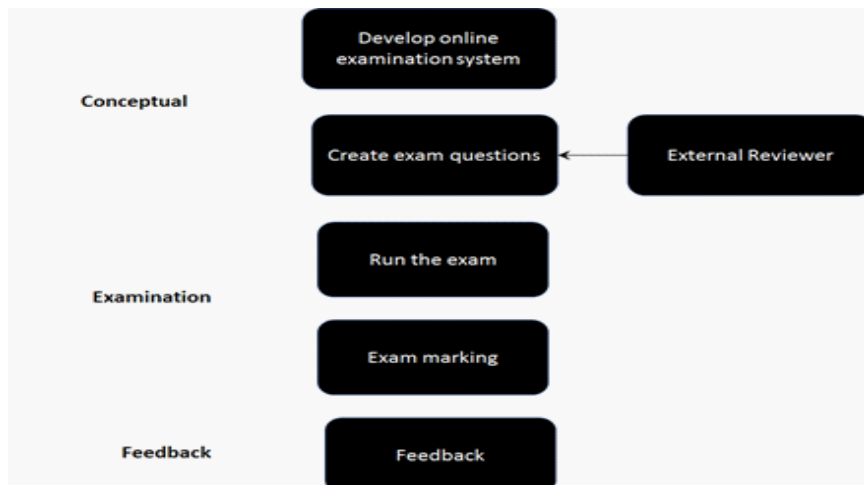 Develop online
examination system
Conceptual
Create exam questions
External Reviewer
Run the exam
Examination
Exam marking
Feedback
Feedback